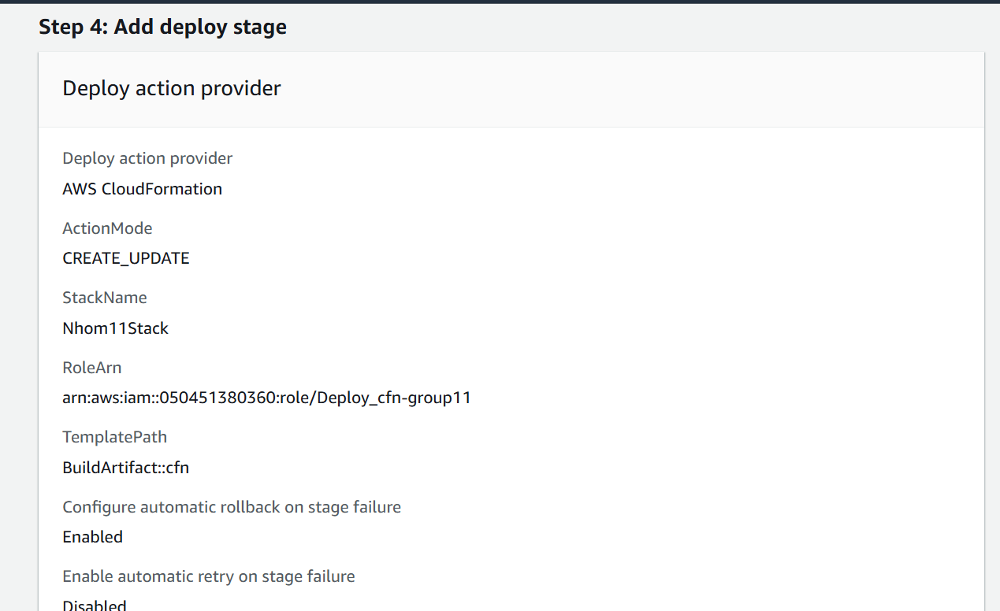 Step 4: Add deploy stage
Deploy action provider
Deploy action provider
AWS CloudFormation
ActionMode
CREATE_UPDATE
StackName
Nhom11Stack
RoleArn
arn:aws:iam::050451380360:role/Deploy_cfn-group11
TemplatePath
BuildArtifact::cfn
Configure automatic rollback on stage failure
Enabled
Enable automatic retry on stage failure
Disabled